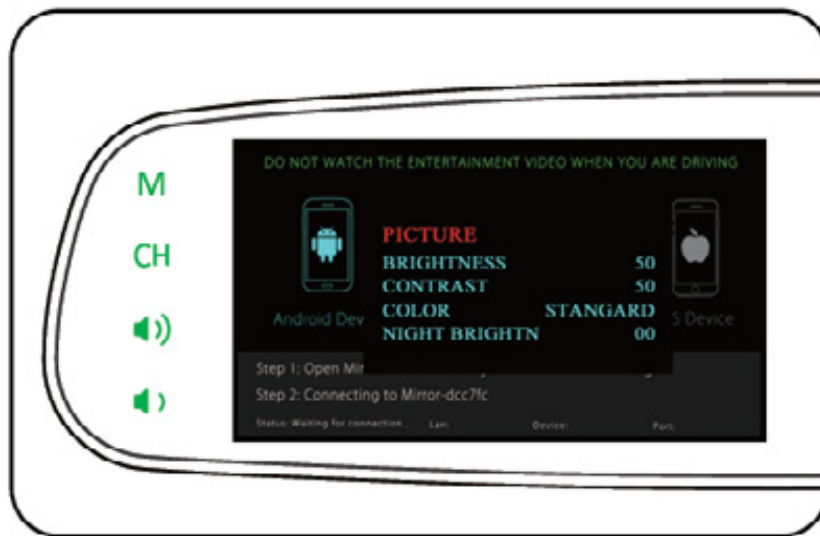 M
CH
DO NOT WATCH THE ENTERTAINMENT VIDEO WHEN YOU ARE DRIVING
PICTURE
BRIGHTNESS 50
CONTRAST 50
COLOR STANGARD
NIGHT BRIGHTN 00
Android Dev S Device
Step 1: Open Mir
Step 2: Connecting to Mirror-dcc7fc
Status: Waiting for connection... Lan: Device: Port: